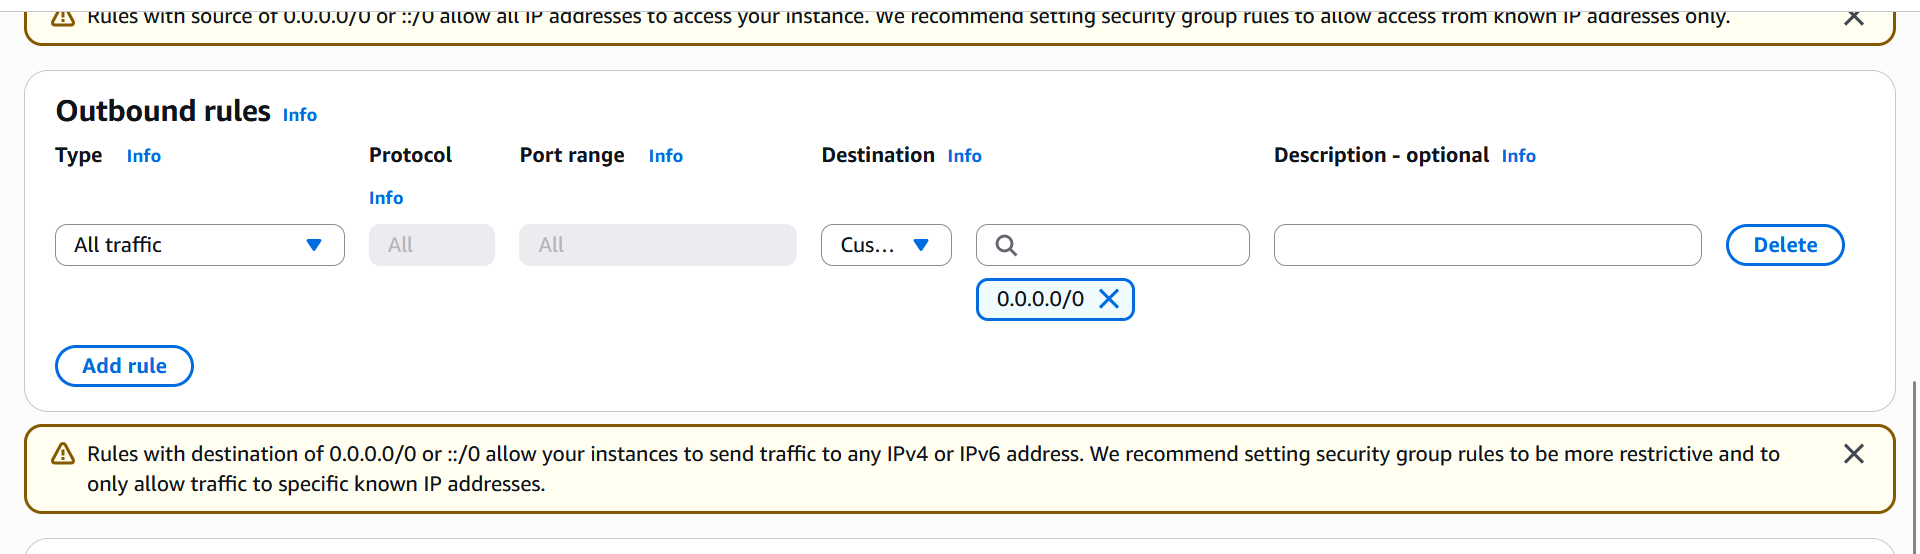 Rules with source of 0.0.0.0/0 or ::/0 allow all IP addresses to access your instance. We recommend setting security group rules to allow access from known IP addresses only.
Outbound rules Info
Type Info Protocol Port range Info Destination Info Description - optional Info
Info
All traffic All All Cus... Delete
0.0.0.0/0
Add rule
Rules with destination of 0.0.0.0/0 or ::/0 allow your instances to send traffic to any IPv4 or IPv6 address. We recommend setting security group rules to be more restrictive and to
only allow traffic to specific known IP addresses.